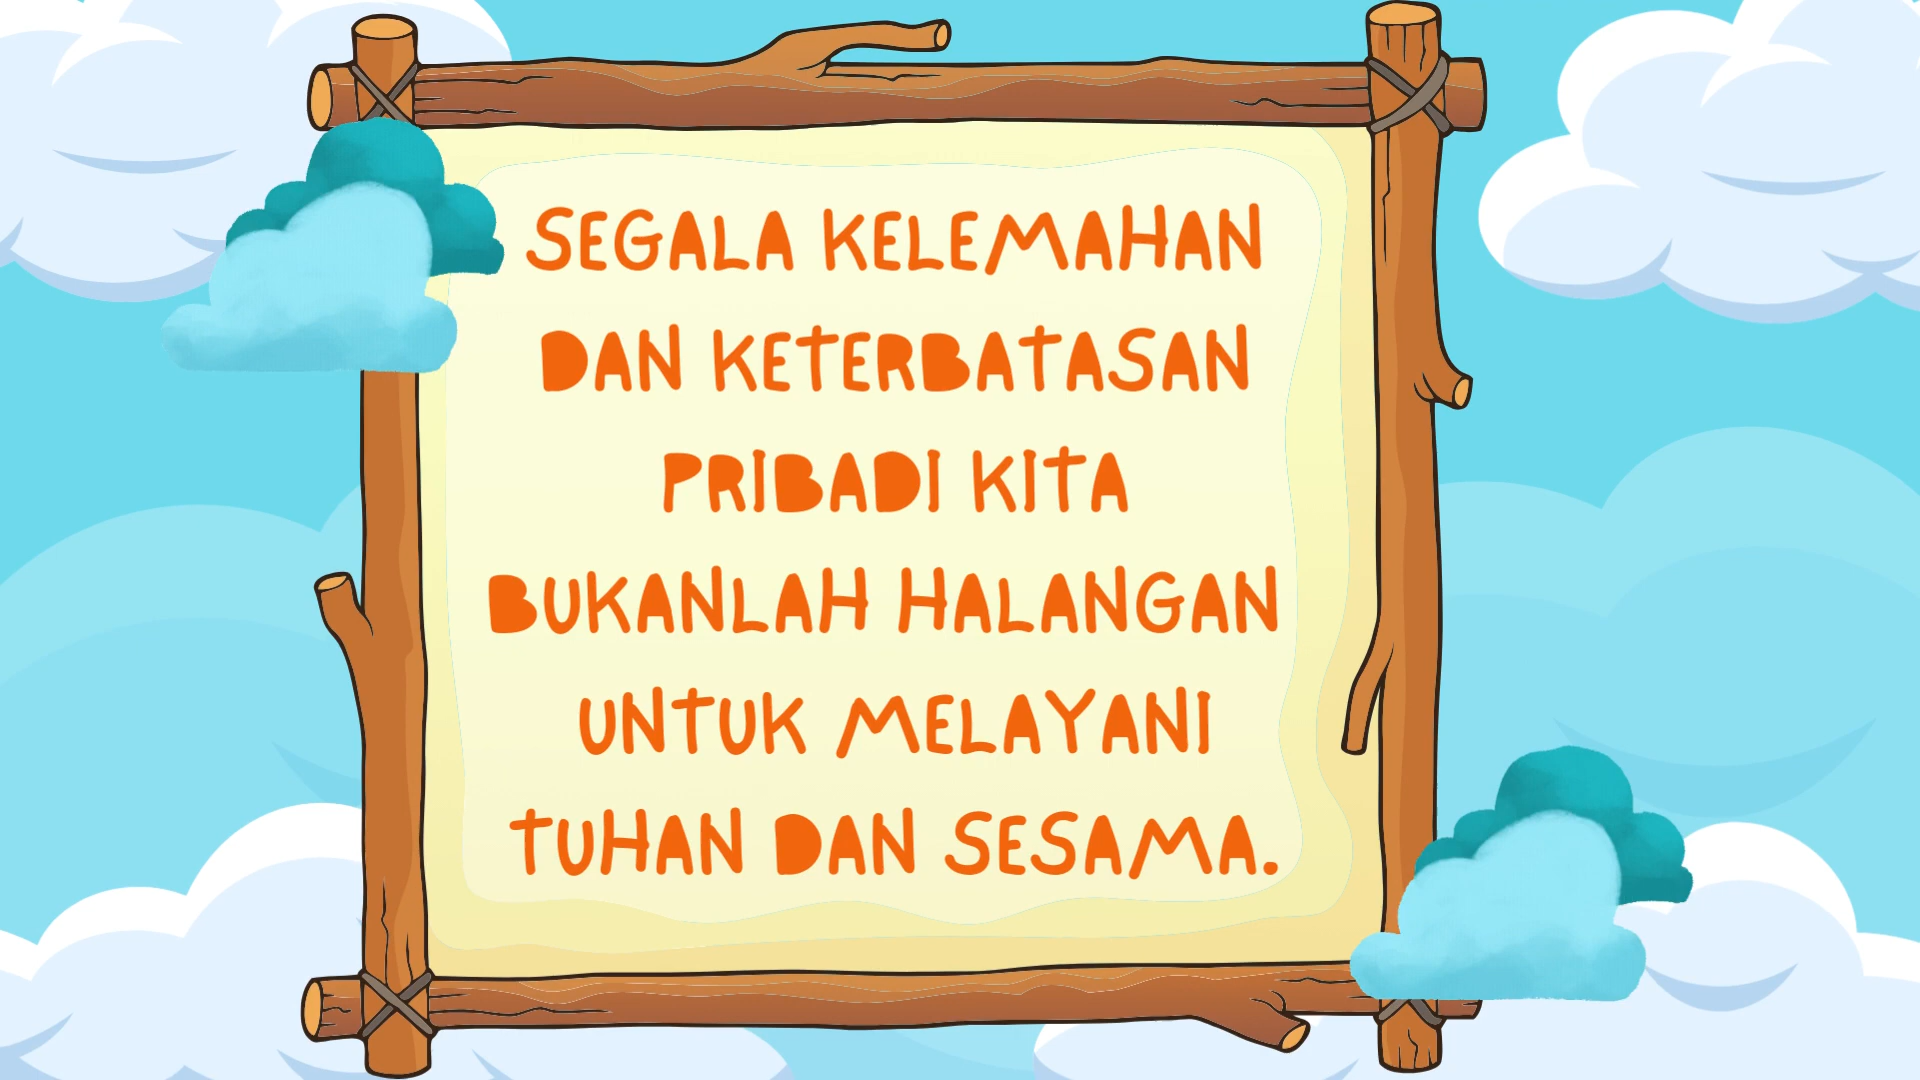 SEGALA KELEMAHAN
DAN KETERBATASAN
PRIBADI KITA
BUKANLAH HALANGAN
UNTUK MELAYANI
TUHAN DAN SESAMA.